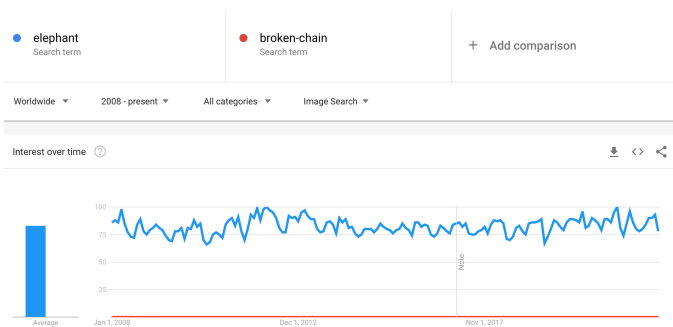 elephant
Search term
broken-chain
Search term
+ Add comparison
Worldwide
2008 - present
All categories
Image Search
Interest over time
?
100
75
50
25
Note
Average
Jan 1, 2008
Dec 1, 2012
Nov 1, 2017